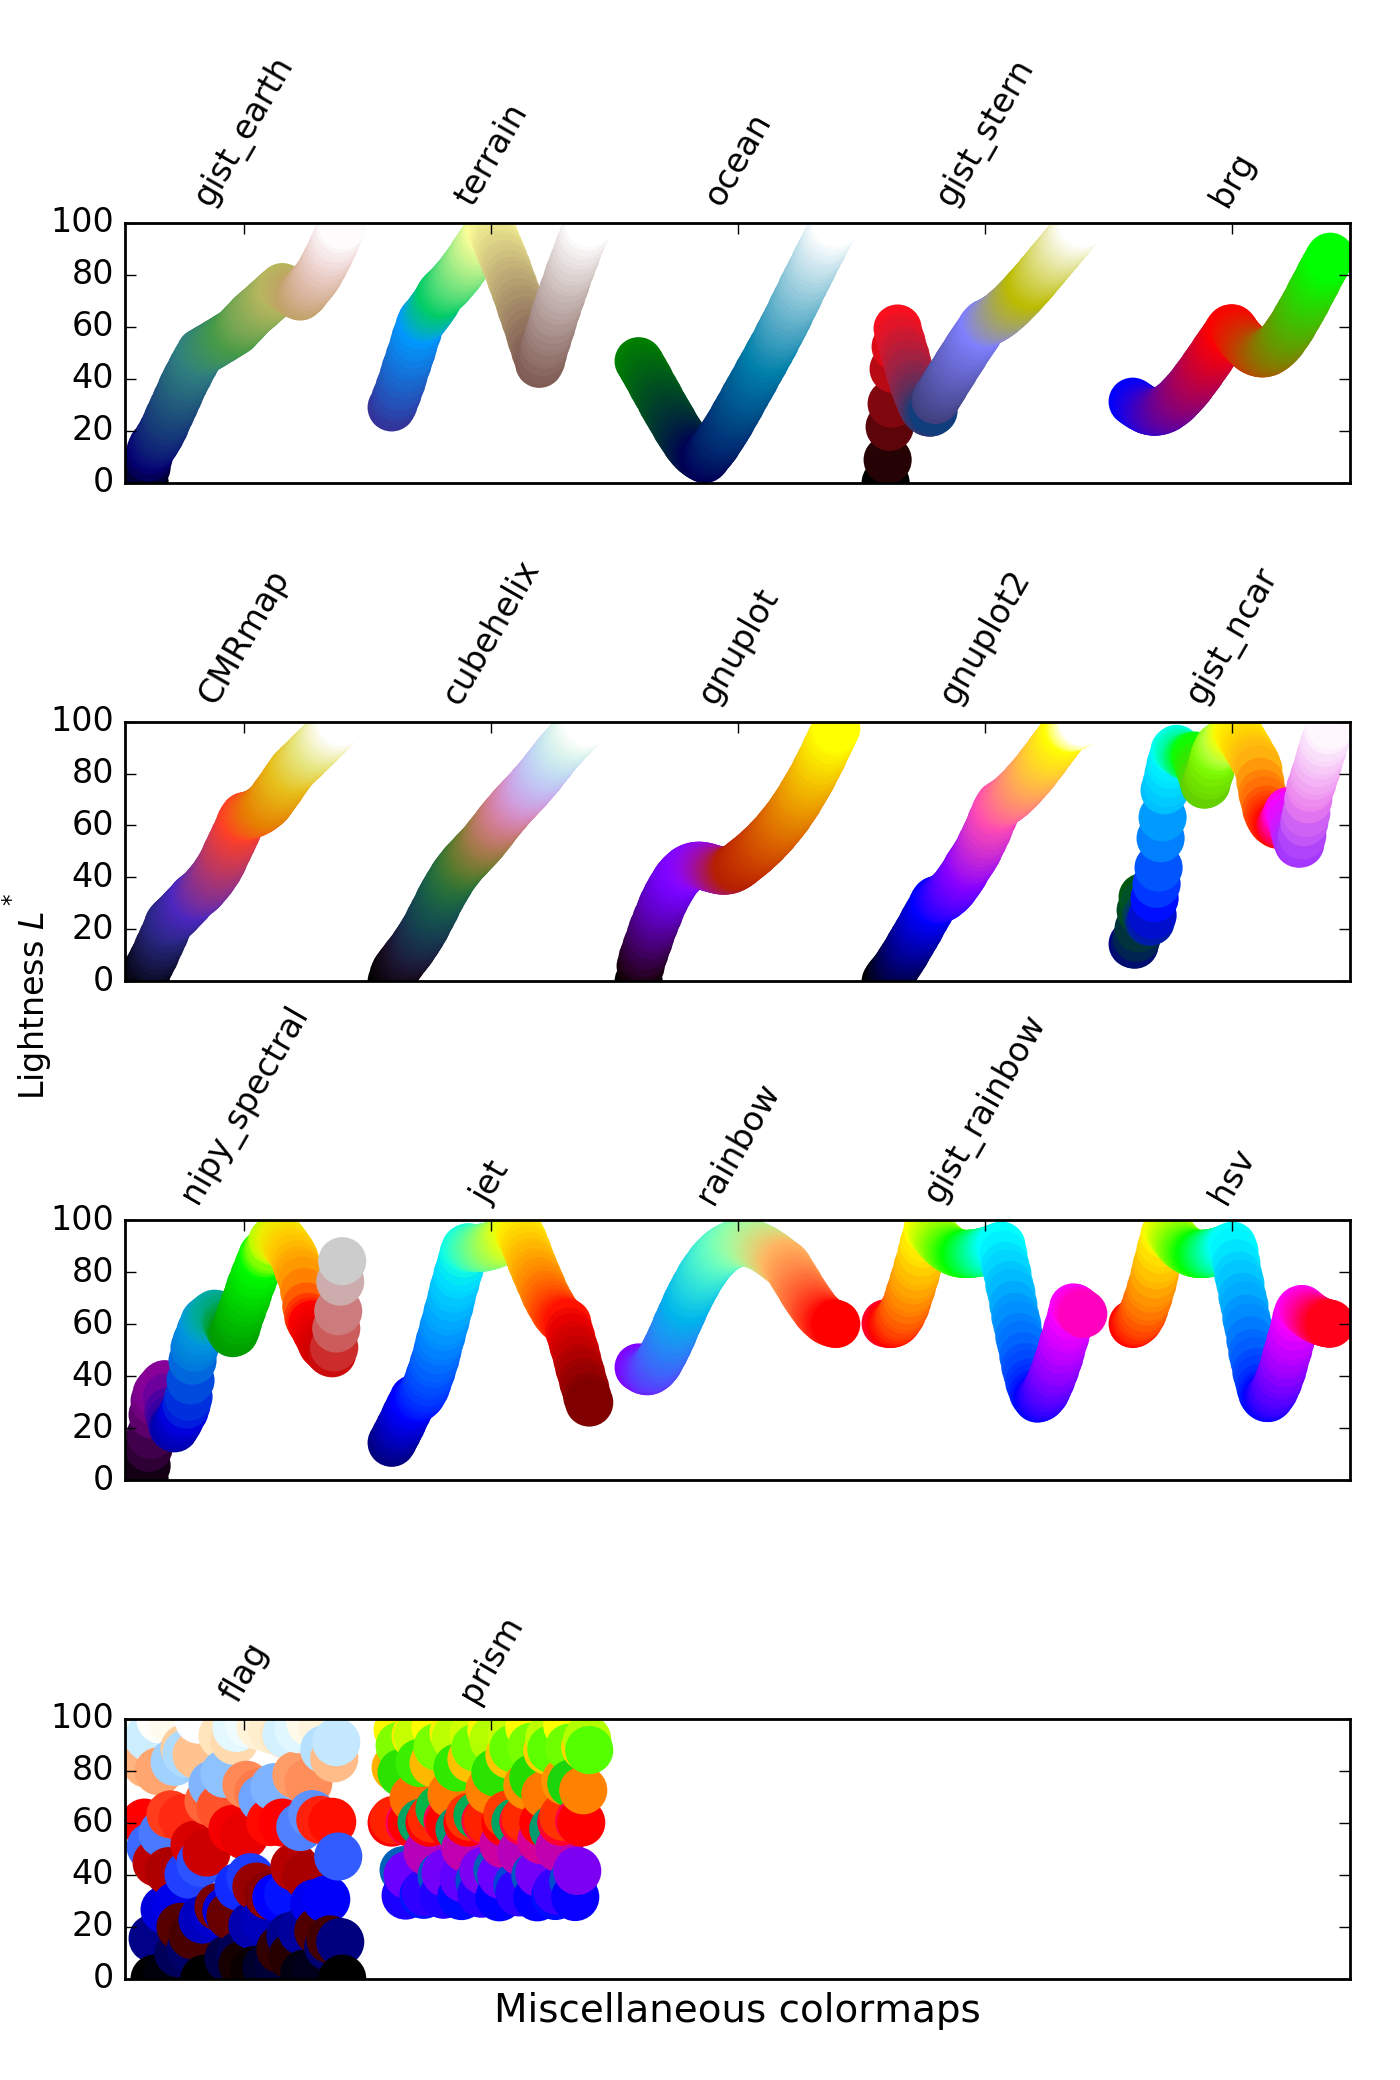 gist_earth
terrain
ocean
gist_stern
brg
100
80
60
40
20
0
CMRmap
cubehelix
gnuplot
gnuplot2
gist_ncar
100
80
60
40
20
0
Lightness L*
nipy_spectral
jet
rainbow
gist_rainbow
hsv
100
80
60
40
20
0
flag
prism
100
80
60
40
20
0
Miscellaneous colormaps